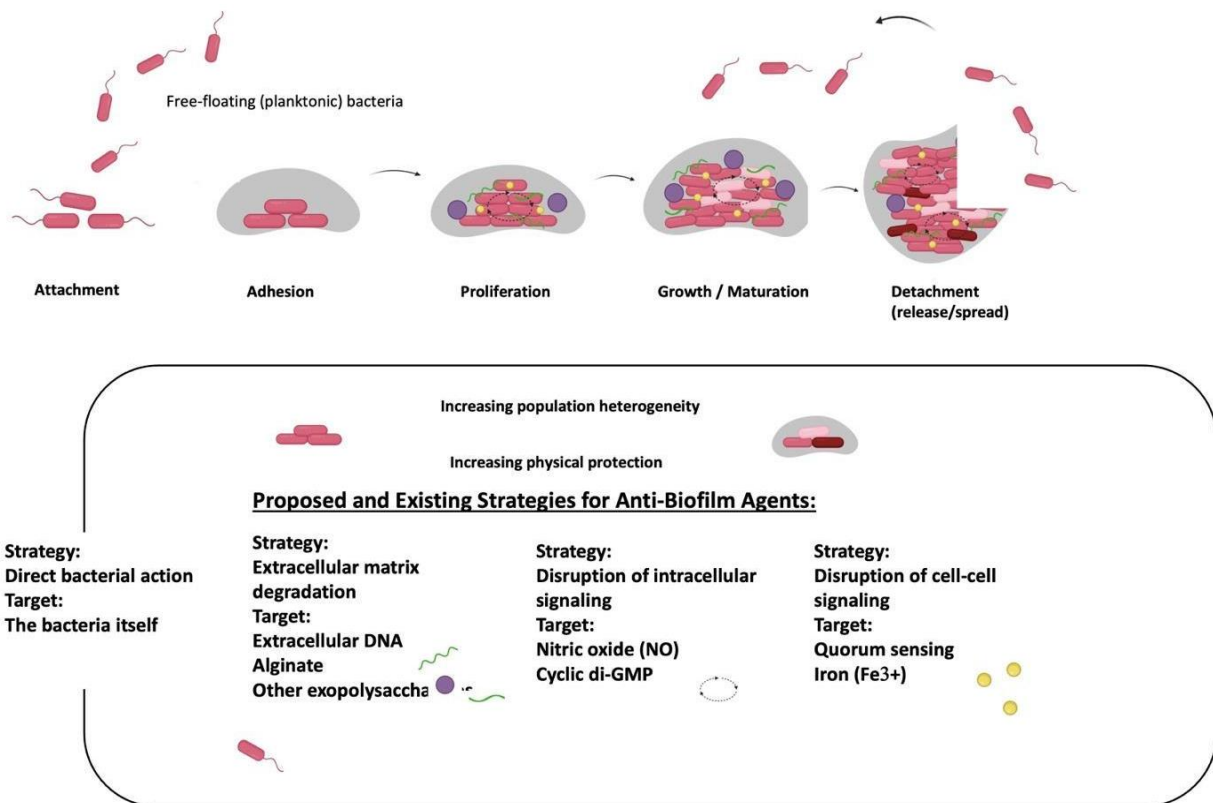 Free-floating (planktonic) bacteria
Attachment
Adhesion
Proliferation
Growth / Maturation
Detachment
(release/spread)
Increasing population heterogeneity
Increasing physical protection
Proposed and Existing Strategies for Anti-Biofilm Agents:
Strategy:
Direct bacterial action
Target:
The bacteria itself
Strategy:
Extracellular matrix
degradation
Target:
Extracellular DNA
Alginate
Other
Strategy:
Disruption of intracellular
signaling
Target:
Nitric oxide (NO)
Cyclic di-GMP
Strategy:
Disruption of cell-cell
signaling
Target:
Quorum sensing
Iron (Fe3+)